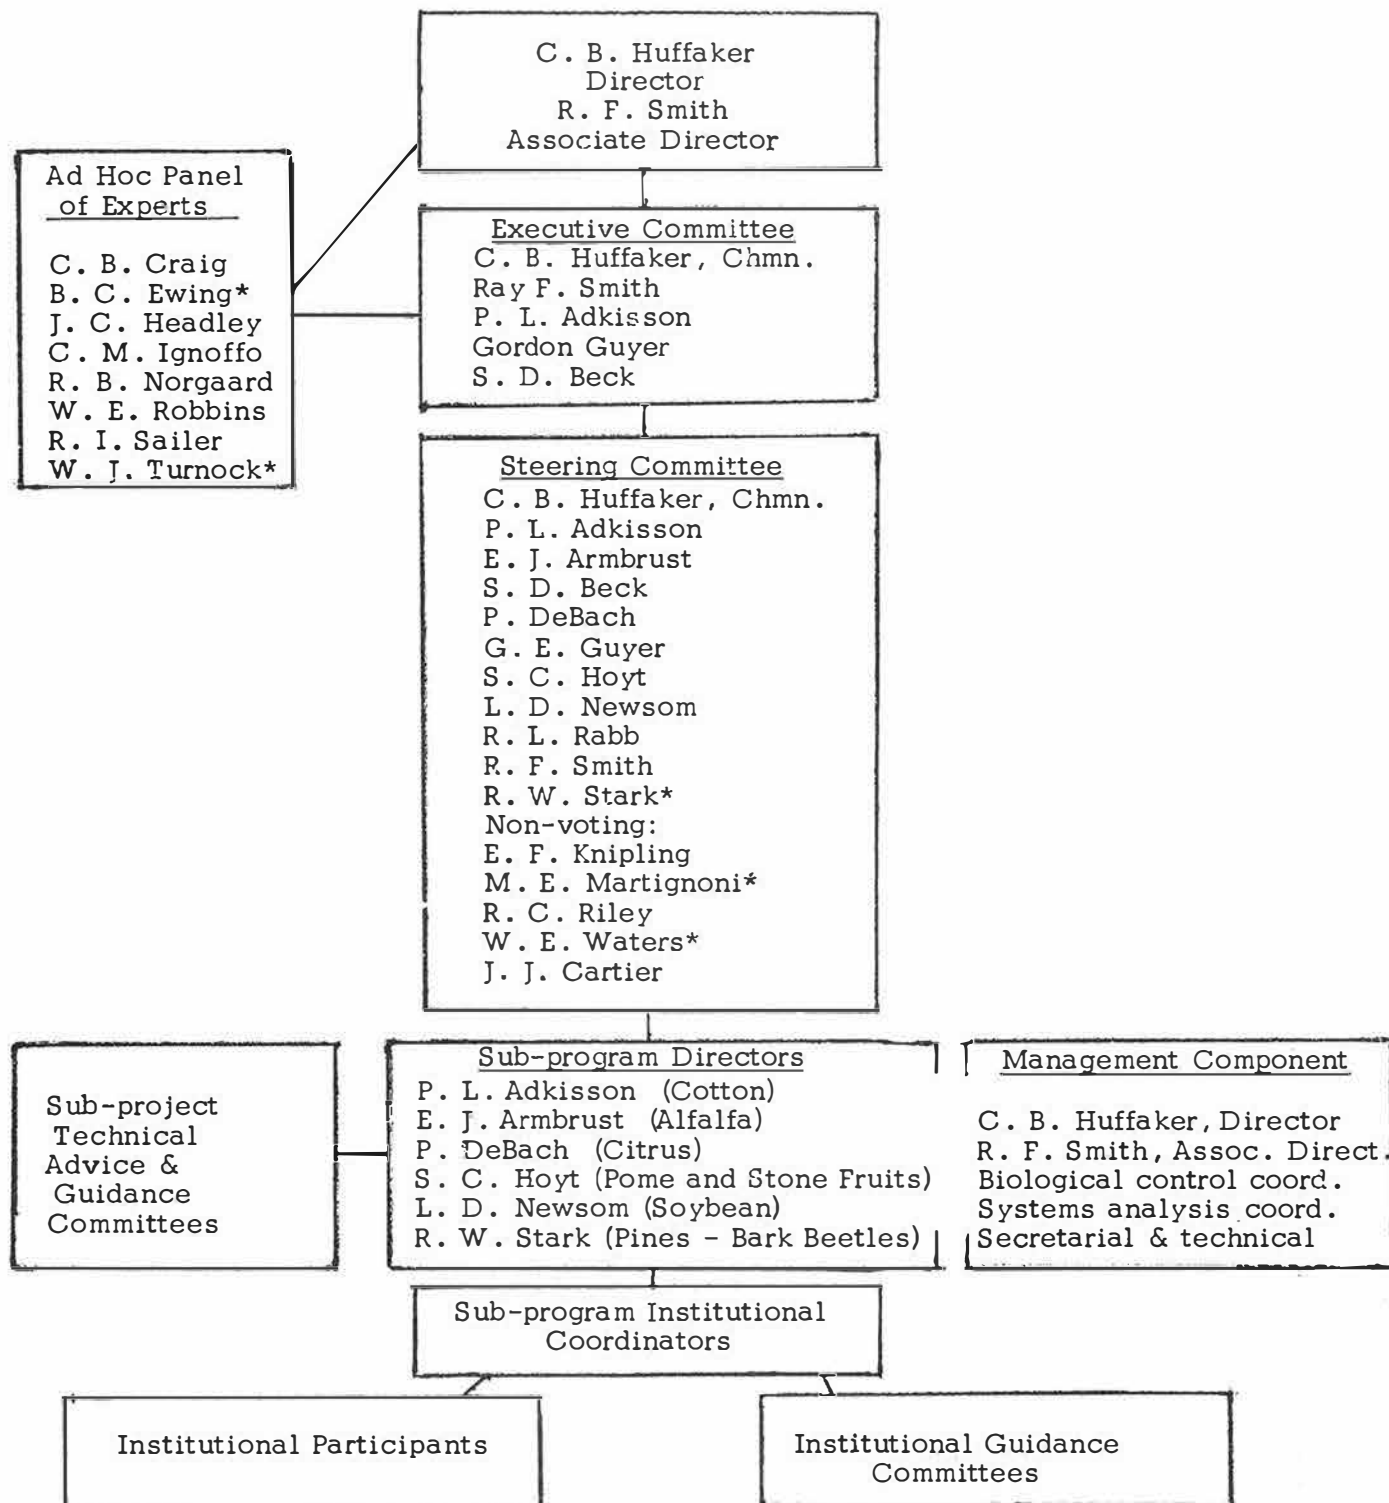 C. B. Huffaker
Director
R. F. Smith
Associate Director
Ad Hoc Panel
of Experts
C. B. Craig
B. C. Ewing*
J. C. Headley
C. M. Ignoffo
R. B. Norgaard
W. E. Robbins
R. I. Sailer
W. J. Turnock*
Executive Committee
C. B. Huffaker, Chmn.
Ray F. Smith
P. L. Adkisson
Gordon Guyer
S. D. Beck
Steering Committee
C. B. Huffaker, Chmn.
P. L. Adkisson
E. J. Armbrust
S. D. Beck
P. DeBach
G. E. Guyer
S. C. Hoyt
L. D. Newsom
R. L. Rabb
R. F. Smith
R. W. Stark*
Non-voting:
E. F. Knipling
M. E. Martignoni*
R. C. Riley
W. E. Waters*
J. J. Cartier
Sub-project
Technical
Advice &
Guidance
Committees
Sub-program Directors
P. L. Adkisson (Cotton)
E. J. Armbrust (Alfalfa)
P. DeBach (Citrus)
S. C. Hoyt (Pome and Stone Fruits)
L. D. Newsom (Soybean)
R. W. Stark (Pines - Bark Beetles)
Management Component
C. B. Huffaker, Director
R. F. Smith, Assoc. Direct.
Biological control coord.
Systems analysis coord.
Secretarial & technical
Sub-program Institutional
Coordinators
Institutional Participants
Institutional Guidance
Committees